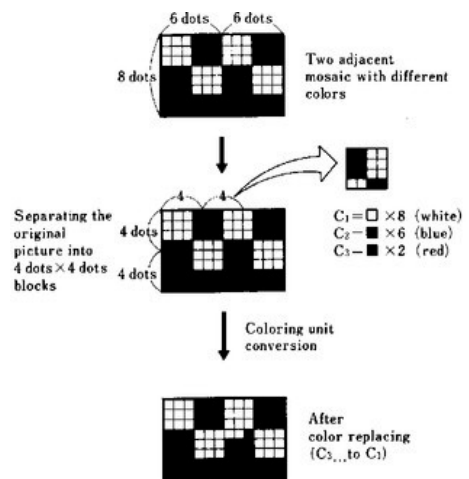 6 dots 6 dots
8 dots
Two adjacent
mosaic with different
colors
4 4
Separating the
original
picture into
4 dots×4 dots
blocks
4 dots
4 dots
C₁=□ ×8 (white)
C₂−■ ×6 (blue)
C₃−■ ×2 (red)
Coloring unit
conversion
After
color replacing
(C₃...to C₁)